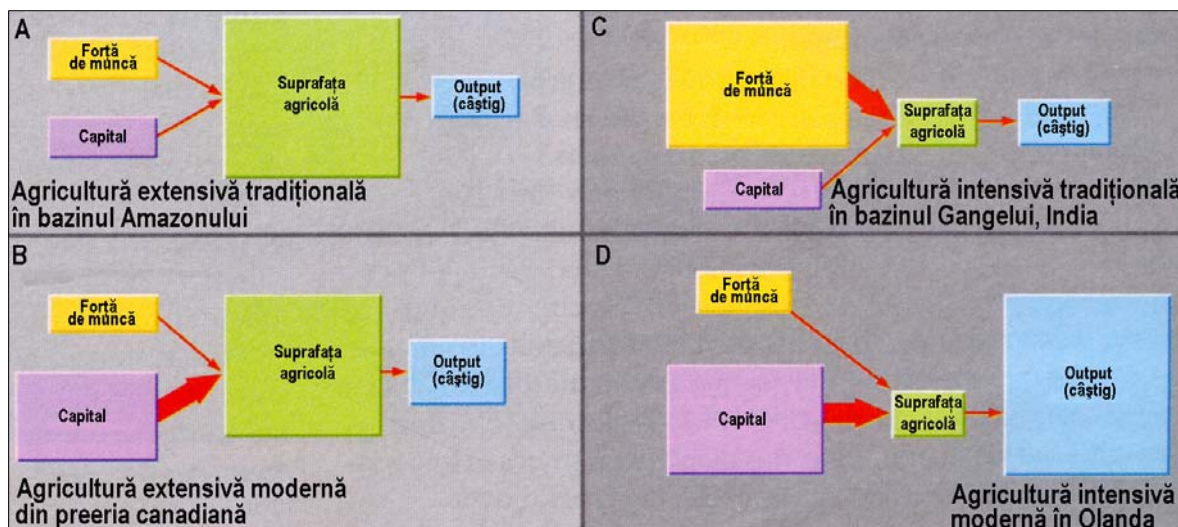 A
Forță
de muncă
Capital
Suprafața
agricolă
Output
(câștig)
Agricultură extensivă tradițională
în bazinul Amazonului
C
Forță
de muncă
Capital
Suprafața
agricolă
Output
(câștig)
Agricultură intensivă tradițională
în bazinul Gangelui, India
B
Forță
de muncă
Capital
Suprafața
agricolă
Output
(câștig)
Agricultură extensivă modernă
din preeria canadiană
D
Forță
de muncă
Capital
Suprafața
agricolă
Output
(câștig)
Agricultură intensivă
modernă în Olanda